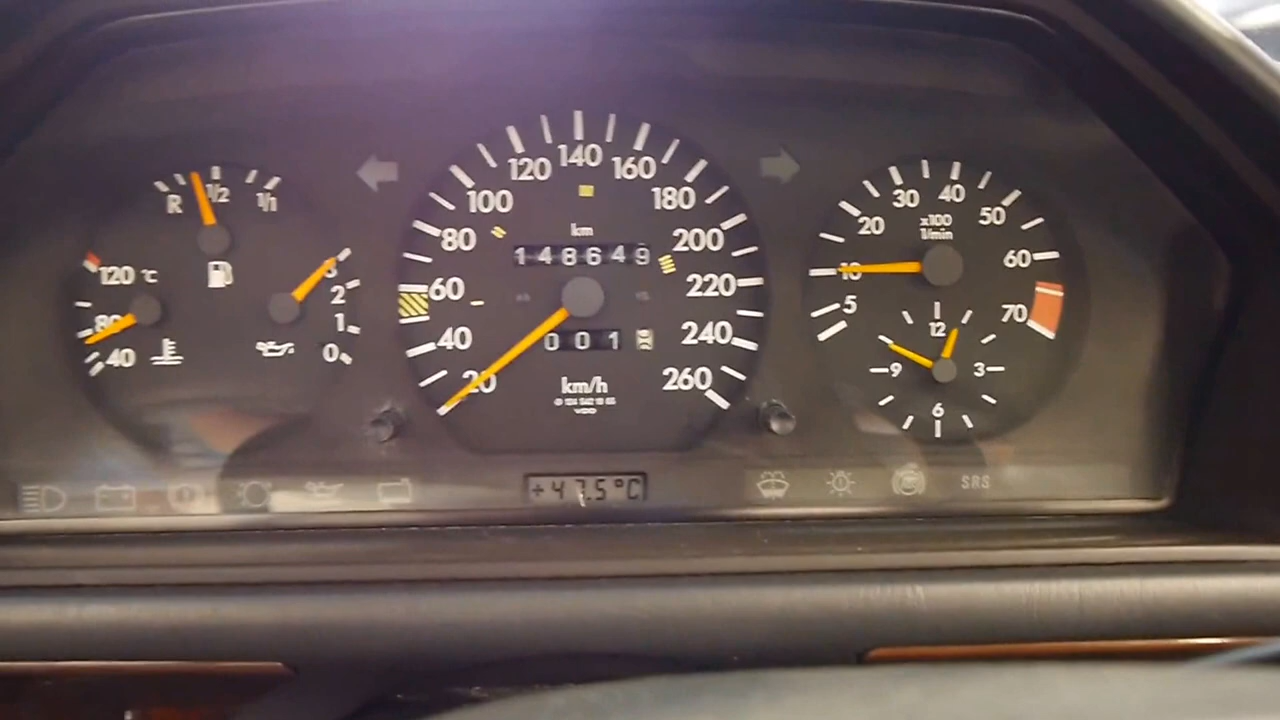 R 1/2 1/1
120 °C
80
40
3
2
1
0
20 40 60 80 100 120 140 160 180 200 220 240 260
km
148649
001
km/h
VDO
5 10 20 30 40 50 60 70
x100
1/min
12
3
6
9
+47.5°C
SRS